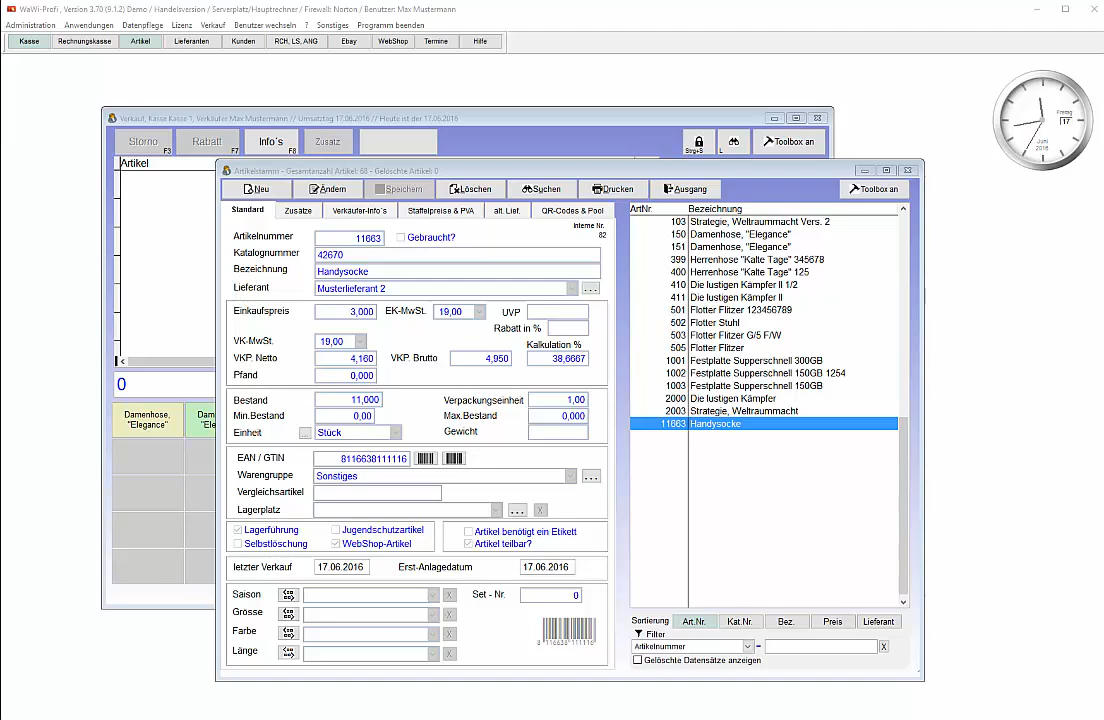 WaWi-Profi , Version 3.70 (9.1.2) Demo / Handelsversion / Serverplatz/Hauptrechner / Firewall: Norton / Benutzer: Max Mustermann
Administration Anwendungen Datenpflege Lizenz Verkauf Benutzer wechseln ? Sonstiges Programm beenden
Kasse Rechnungskasse Artikel Lieferanten Kunden RCH, LS, ANG Ebay WebShop Termine Hilfe
Freitag
17
Juni
2016
Verkauf, Kasse Kasse 1, Verkäufer Max Mustermann // Umsatztag 17.06.2016 // Heute ist der 17.06.2016
Storno F3 Rabatt F7 Info´s F8 Zusatz Strg+S L Toolbox an
Artikel
0
Damenhose, "Elegance"
Dam
"Ele
Artikelstamm - Gesamtanzahl Artikel: 68 - Gelöschte Artikel: 0
Neu Ändern Speichern Löschen Suchen Drucken Ausgang Toolbox an
Standard Zusätze Verkäufer-Info´s Staffelpreise & PVA alt. Lief. QR-Codes & Pool
Interne Nr.
82
Artikelnummer 11663 Gebraucht?
Katalognummer 42670
Bezeichnung Handysocke
Lieferant Musterlieferant 2 ...
Einkaufspreis 3,000 EK-MwSt. 19,00 UVP
Rabatt in %
VK-MwSt. 19,00 Kalkulation %
VKP. Netto 4,160 VKP. Brutto 4,950 38,6667
Pfand 0,000
Bestand 11,000 Verpackungseinheit 1,00
Min.Bestand 0,00 Max.Bestand 0,000
Einheit ... Stück Gewicht
EAN / GTIN 8116638111116
Warengruppe Sonstiges ...
Vergleichsartikel
Lagerplatz ... X
Lagerführung Jugendschutzartikel Artikel benötigt ein Etikett
Selbstlöschung WebShop-Artikel Artikel teilbar?
letzter Verkauf 17.06.2016 Erst-Anlagedatum 17.06.2016
Saison X Set - Nr. 0
Grösse X
Farbe X
Länge X
8 116638 111116
ArtNr. Bezeichnung
103 Strategie, Weltraummacht Vers. 2
150 Damenhose, "Elegance"
151 Damenhose, "Elegance"
399 Herrenhose "Kalte Tage" 345678
400 Herrenhose "Kalte Tage" 125
410 Die lustigen Kämpfer II 1/2
411 Die lustigen Kämpfer II
501 Flotter Flitzer 123456789
502 Flotter Stuhl
503 Flotter Flitzer G/5 F/W
505 Flotter Flitzer
1001 Festplatte Supperschnell 300GB
1002 Festplatte Supperschnell 150GB 1254
1003 Festplatte Supperschnell 150GB
2000 Die lustigen Kämpfer
2003 Strategie, Weltraummacht
11663 Handysocke
Sortierung Art.Nr. Kat.Nr. Bez. Preis Lieferant
Filter
Artikelnummer = X
Gelöschte Datensätze anzeigen